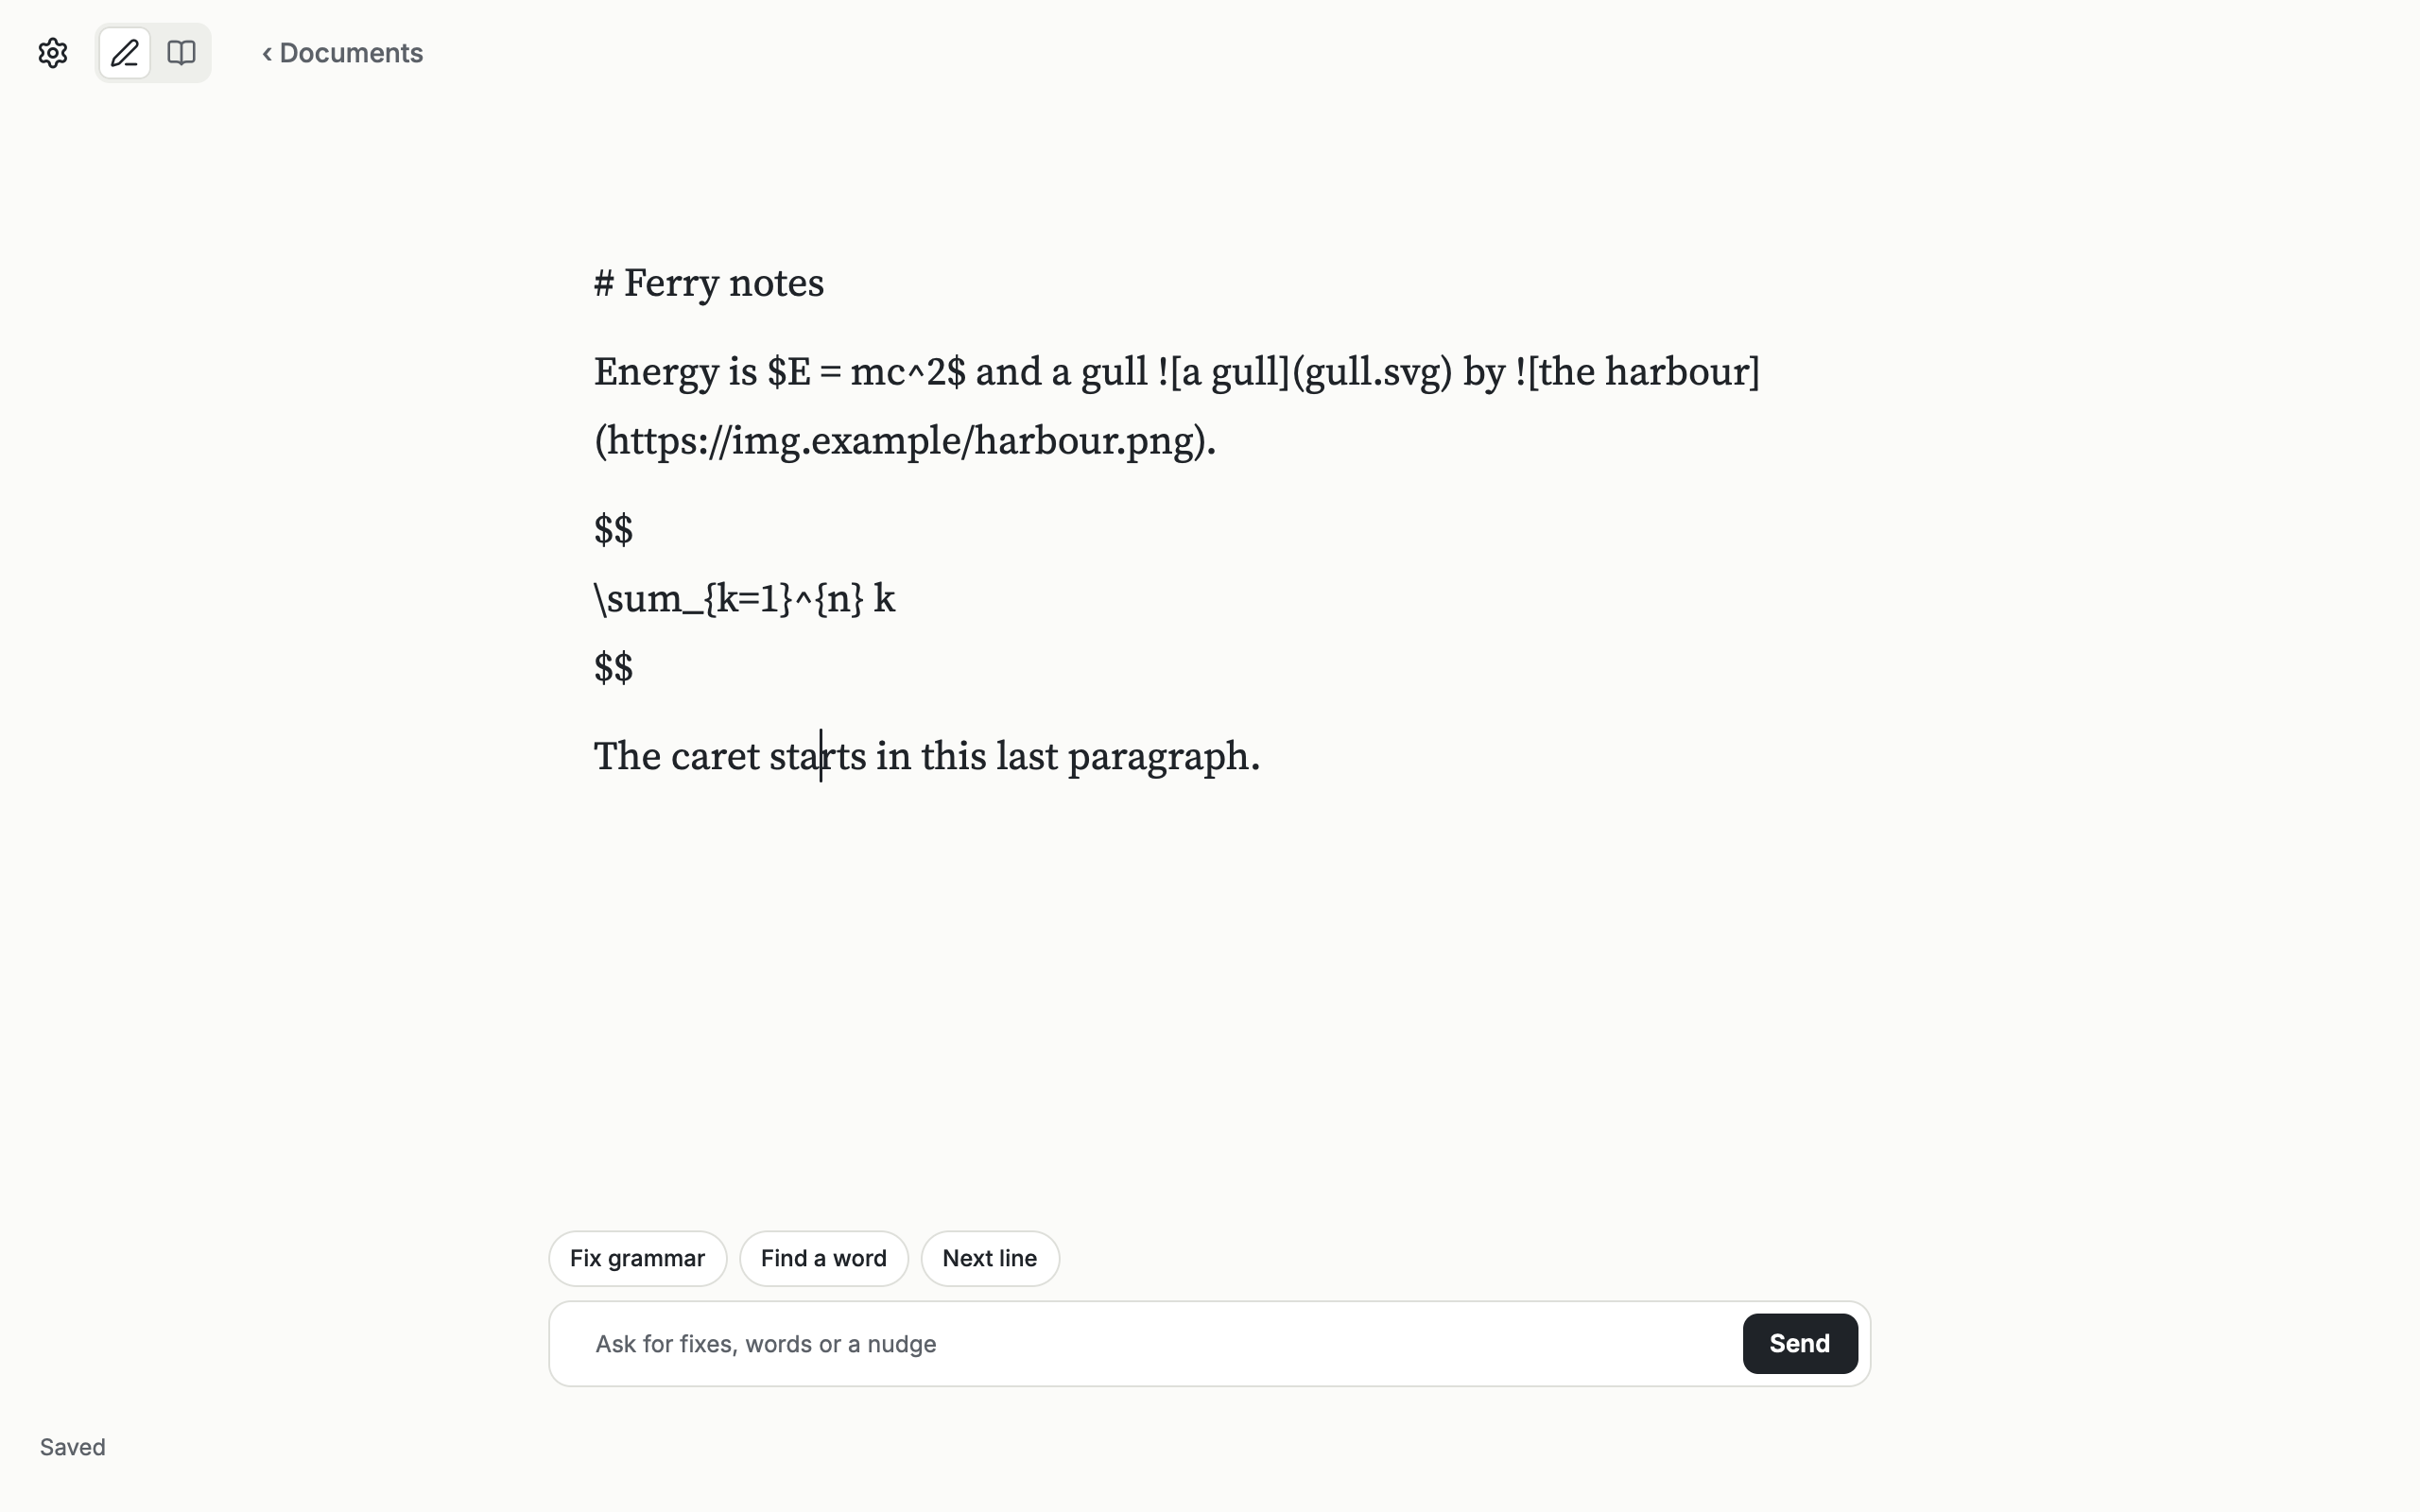 ‹ Documents
# Ferry notes
Energy is $E = mc^2$ and a gull ![a gull](gull.svg) by ![the harbour]
(https://img.example/harbour.png).
$$
\sum_{k=1}^{n} k
$$
The caret starts in this last paragraph.
Fix grammar
Find a word
Next line
Ask for fixes, words or a nudge
Send
Saved